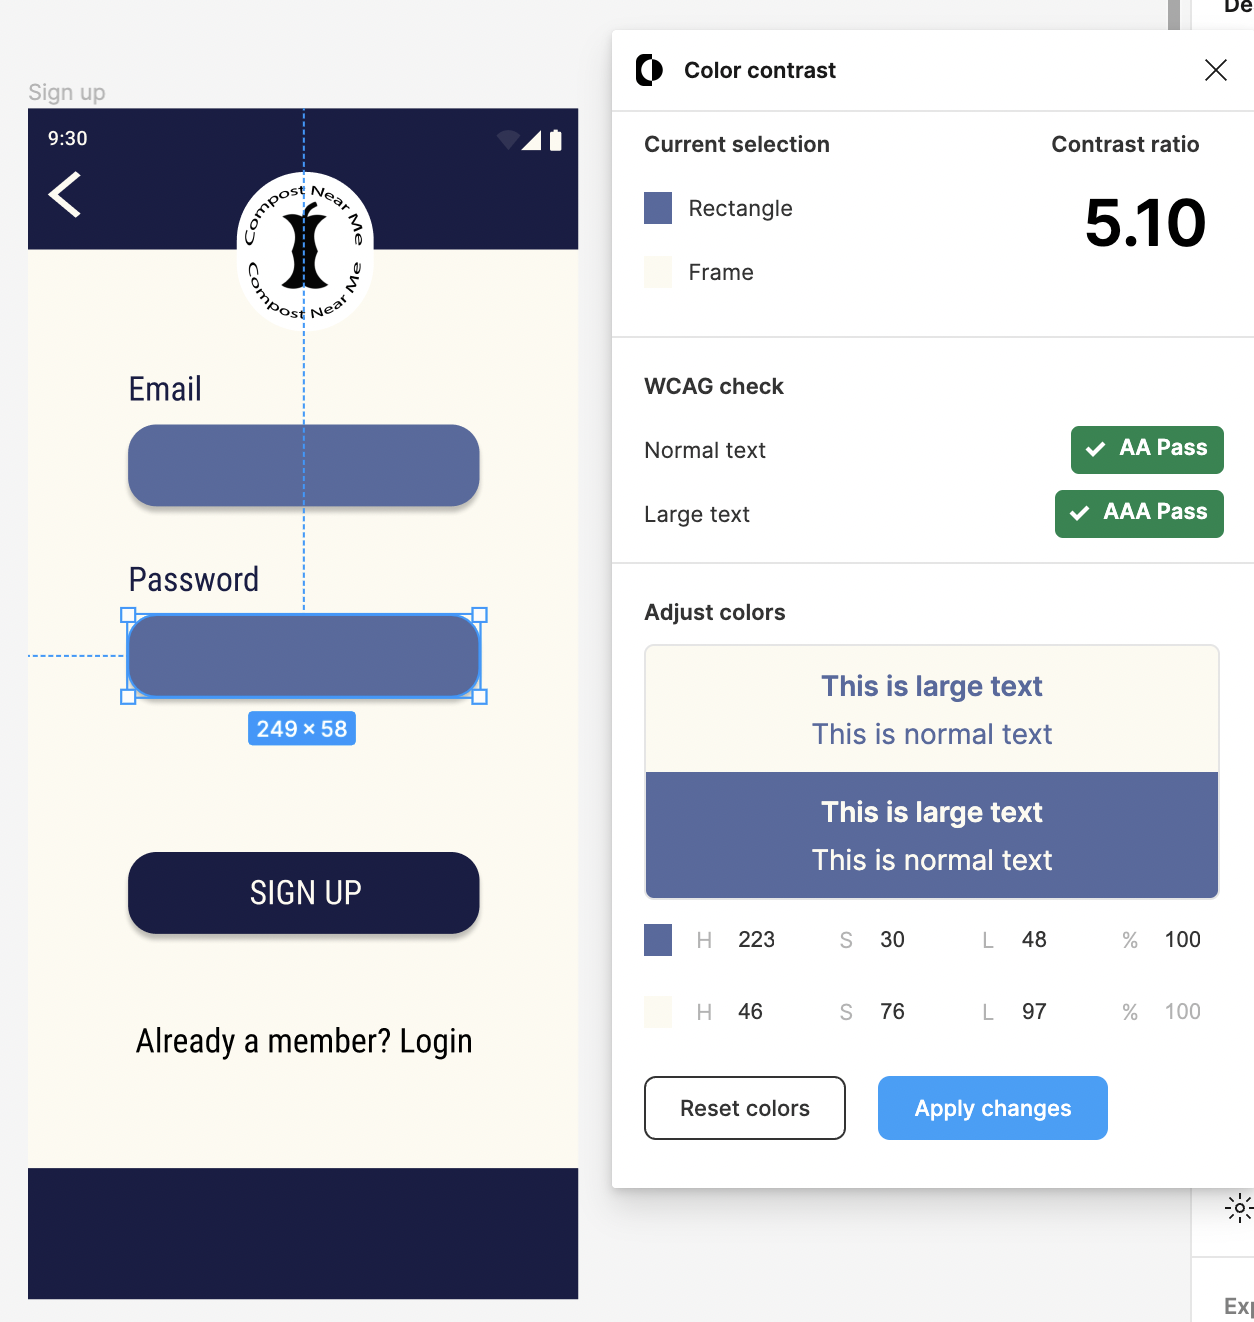 De
Sign up
9:30
Compost Near Me
Compost Near Me
Email
Password
249 × 58
SIGN UP
Already a member? Login
Color contrast
Current selection
Contrast ratio
Rectangle
5.10
Frame
WCAG check
Normal text
AA Pass
Large text
AAA Pass
Adjust colors
This is large text
This is normal text
This is large text
This is normal text
H 223 S 30 L 48 % 100
H 46 S 76 L 97 % 100
Reset colors
Apply changes
Exp